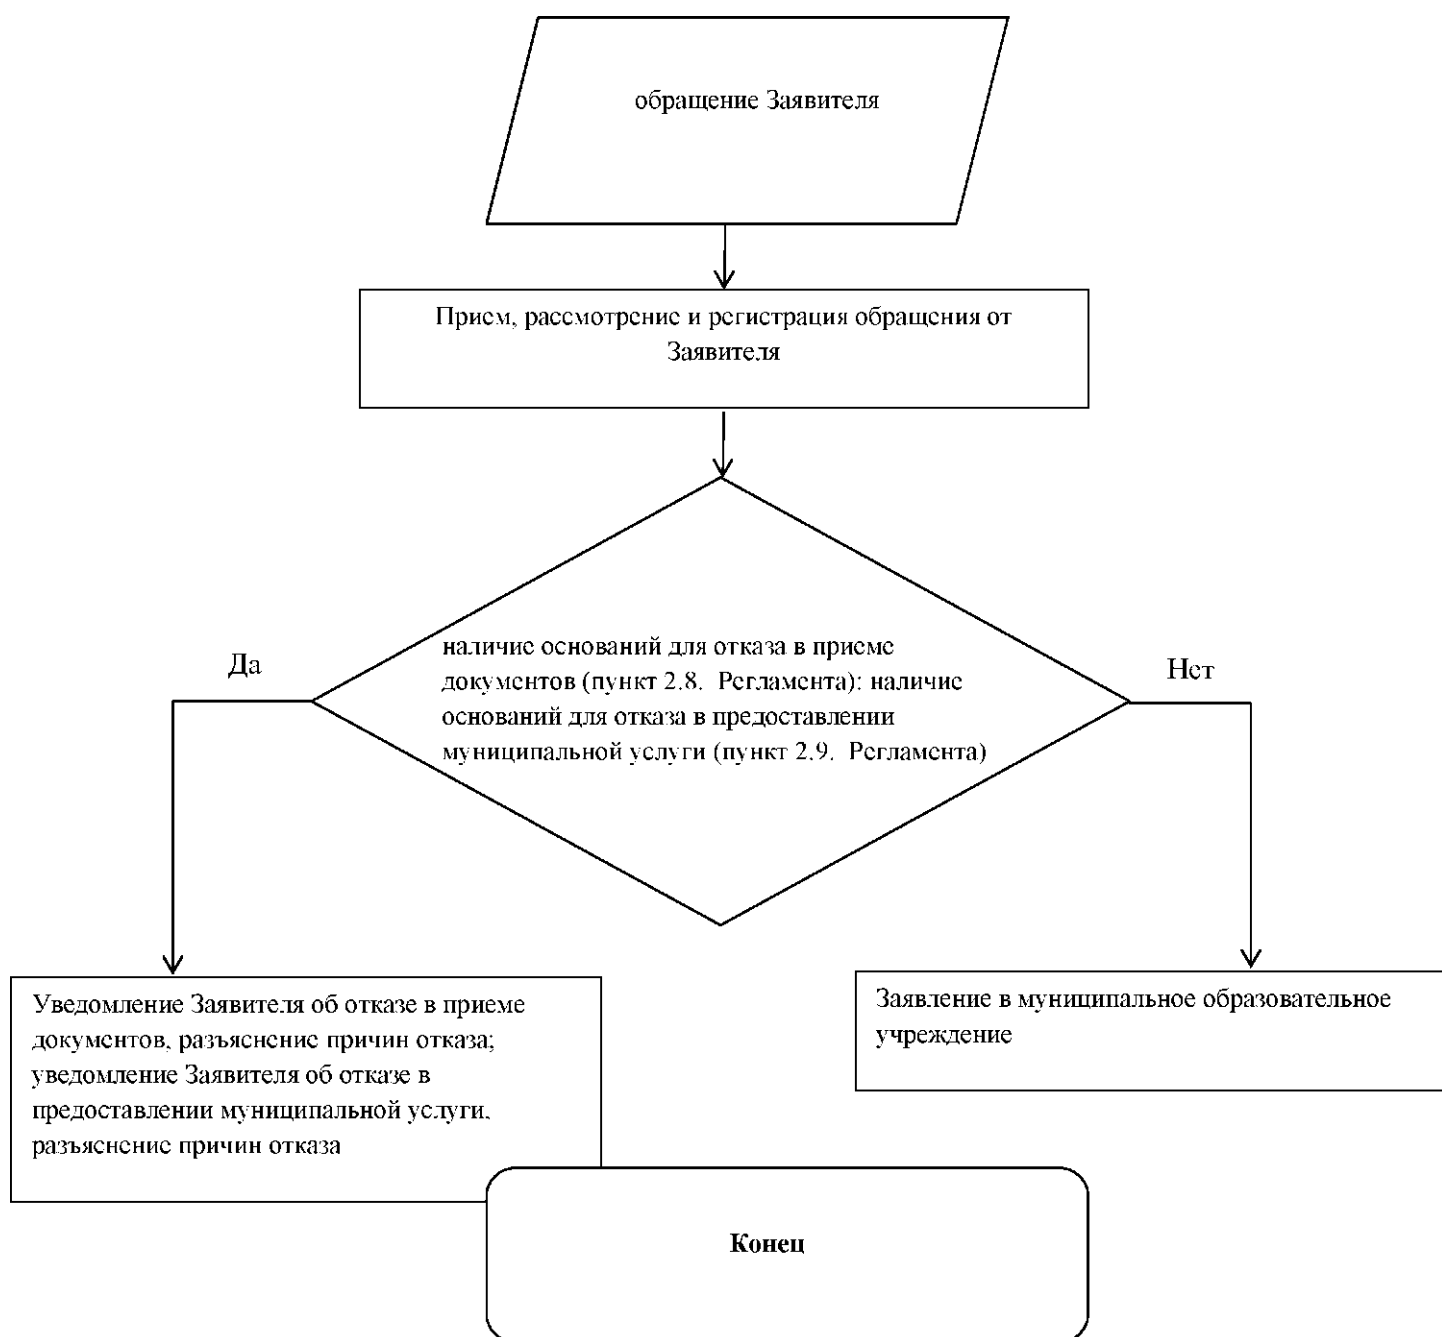 обращение Заявителя
Прием, рассмотрение и регистрация обращения от
Заявителя
Да
наличие оснований для отказа в приеме
документов (пункт 2.8. Регламента): наличие
оснований для отказа в предоставлении
муниципальной услуги (пункт 2.9. Регламента)
Нет
Уведомление Заявителя об отказе в приеме
документов, разъяснение причин отказа;
уведомление Заявителя об отказе в
предоставлении муниципальной услуги,
разъяснение причин отказа
Заявление в муниципальное образовательное
учреждение
Конец